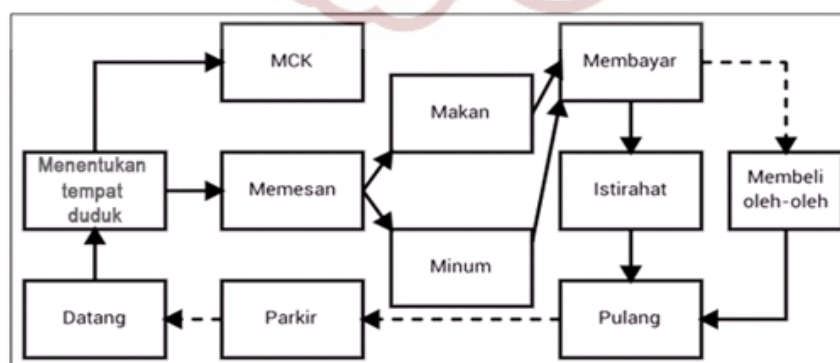 MCK
Membayar
Makan
Menentukan
tempat
duduk
Memesan
Istirahat
Membeli
oleh-oleh
Minum
Datang
Parkir
Pulang